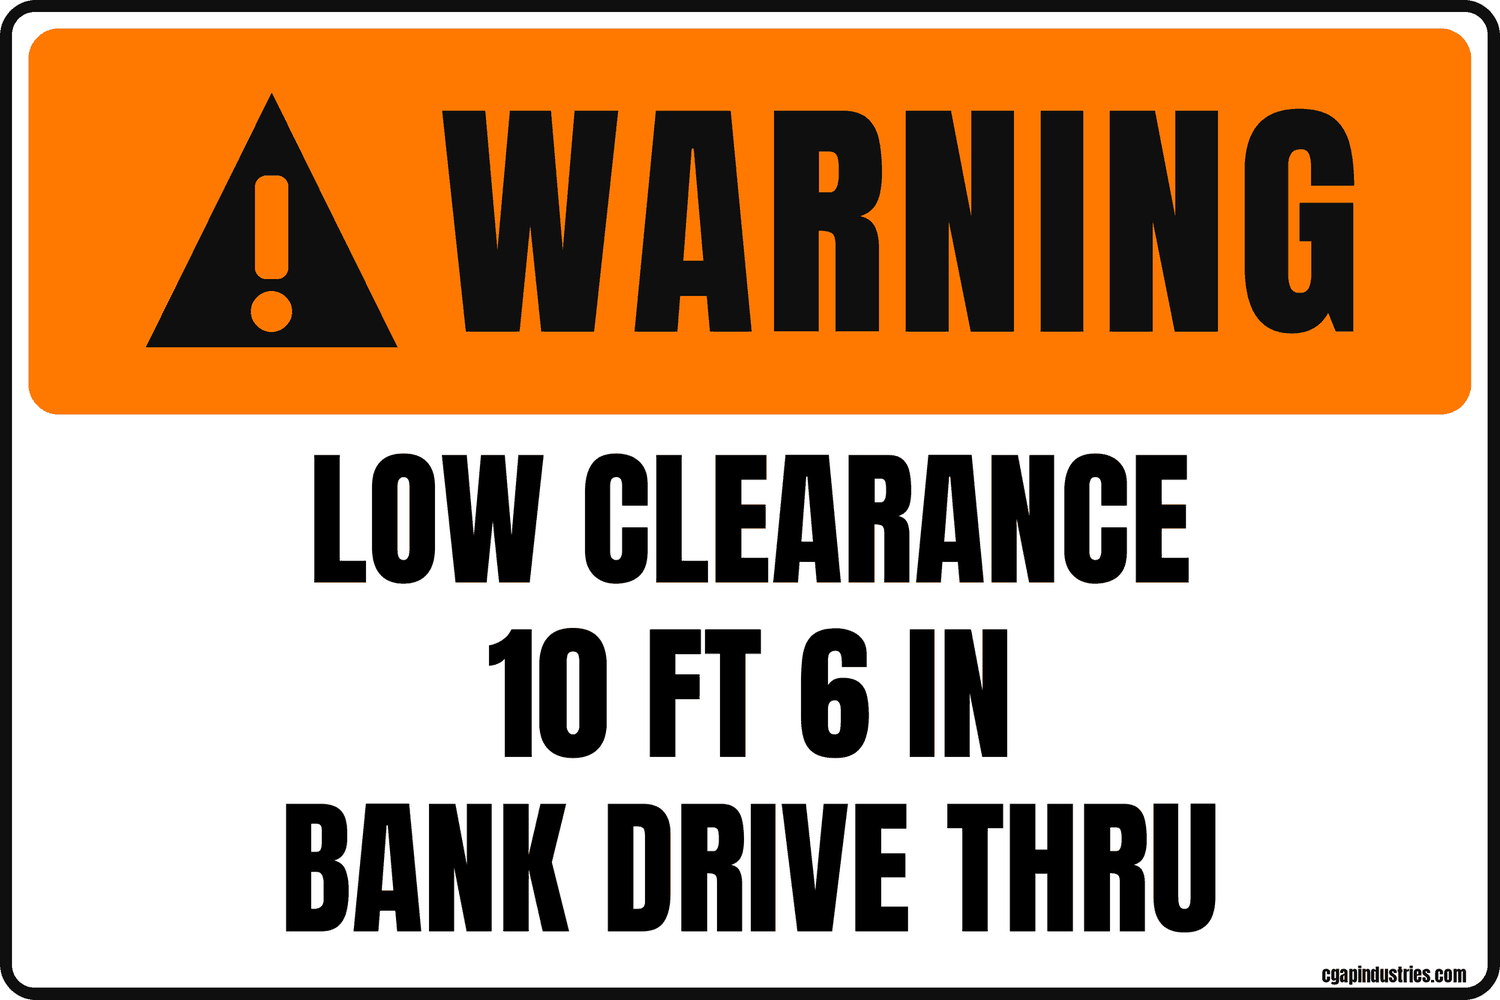 WARNING
LOW CLEARANCE
10 FT 6 IN
BANK DRIVE THRU
cgapindustries.com